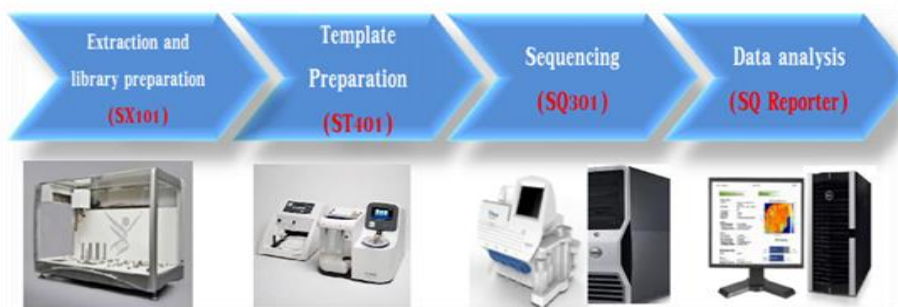 Extraction and
library preparation
(SX101)
Template
Preparation
(ST401)
Sequencing
(SQ301)
Data analysis
(SQ Reporter)